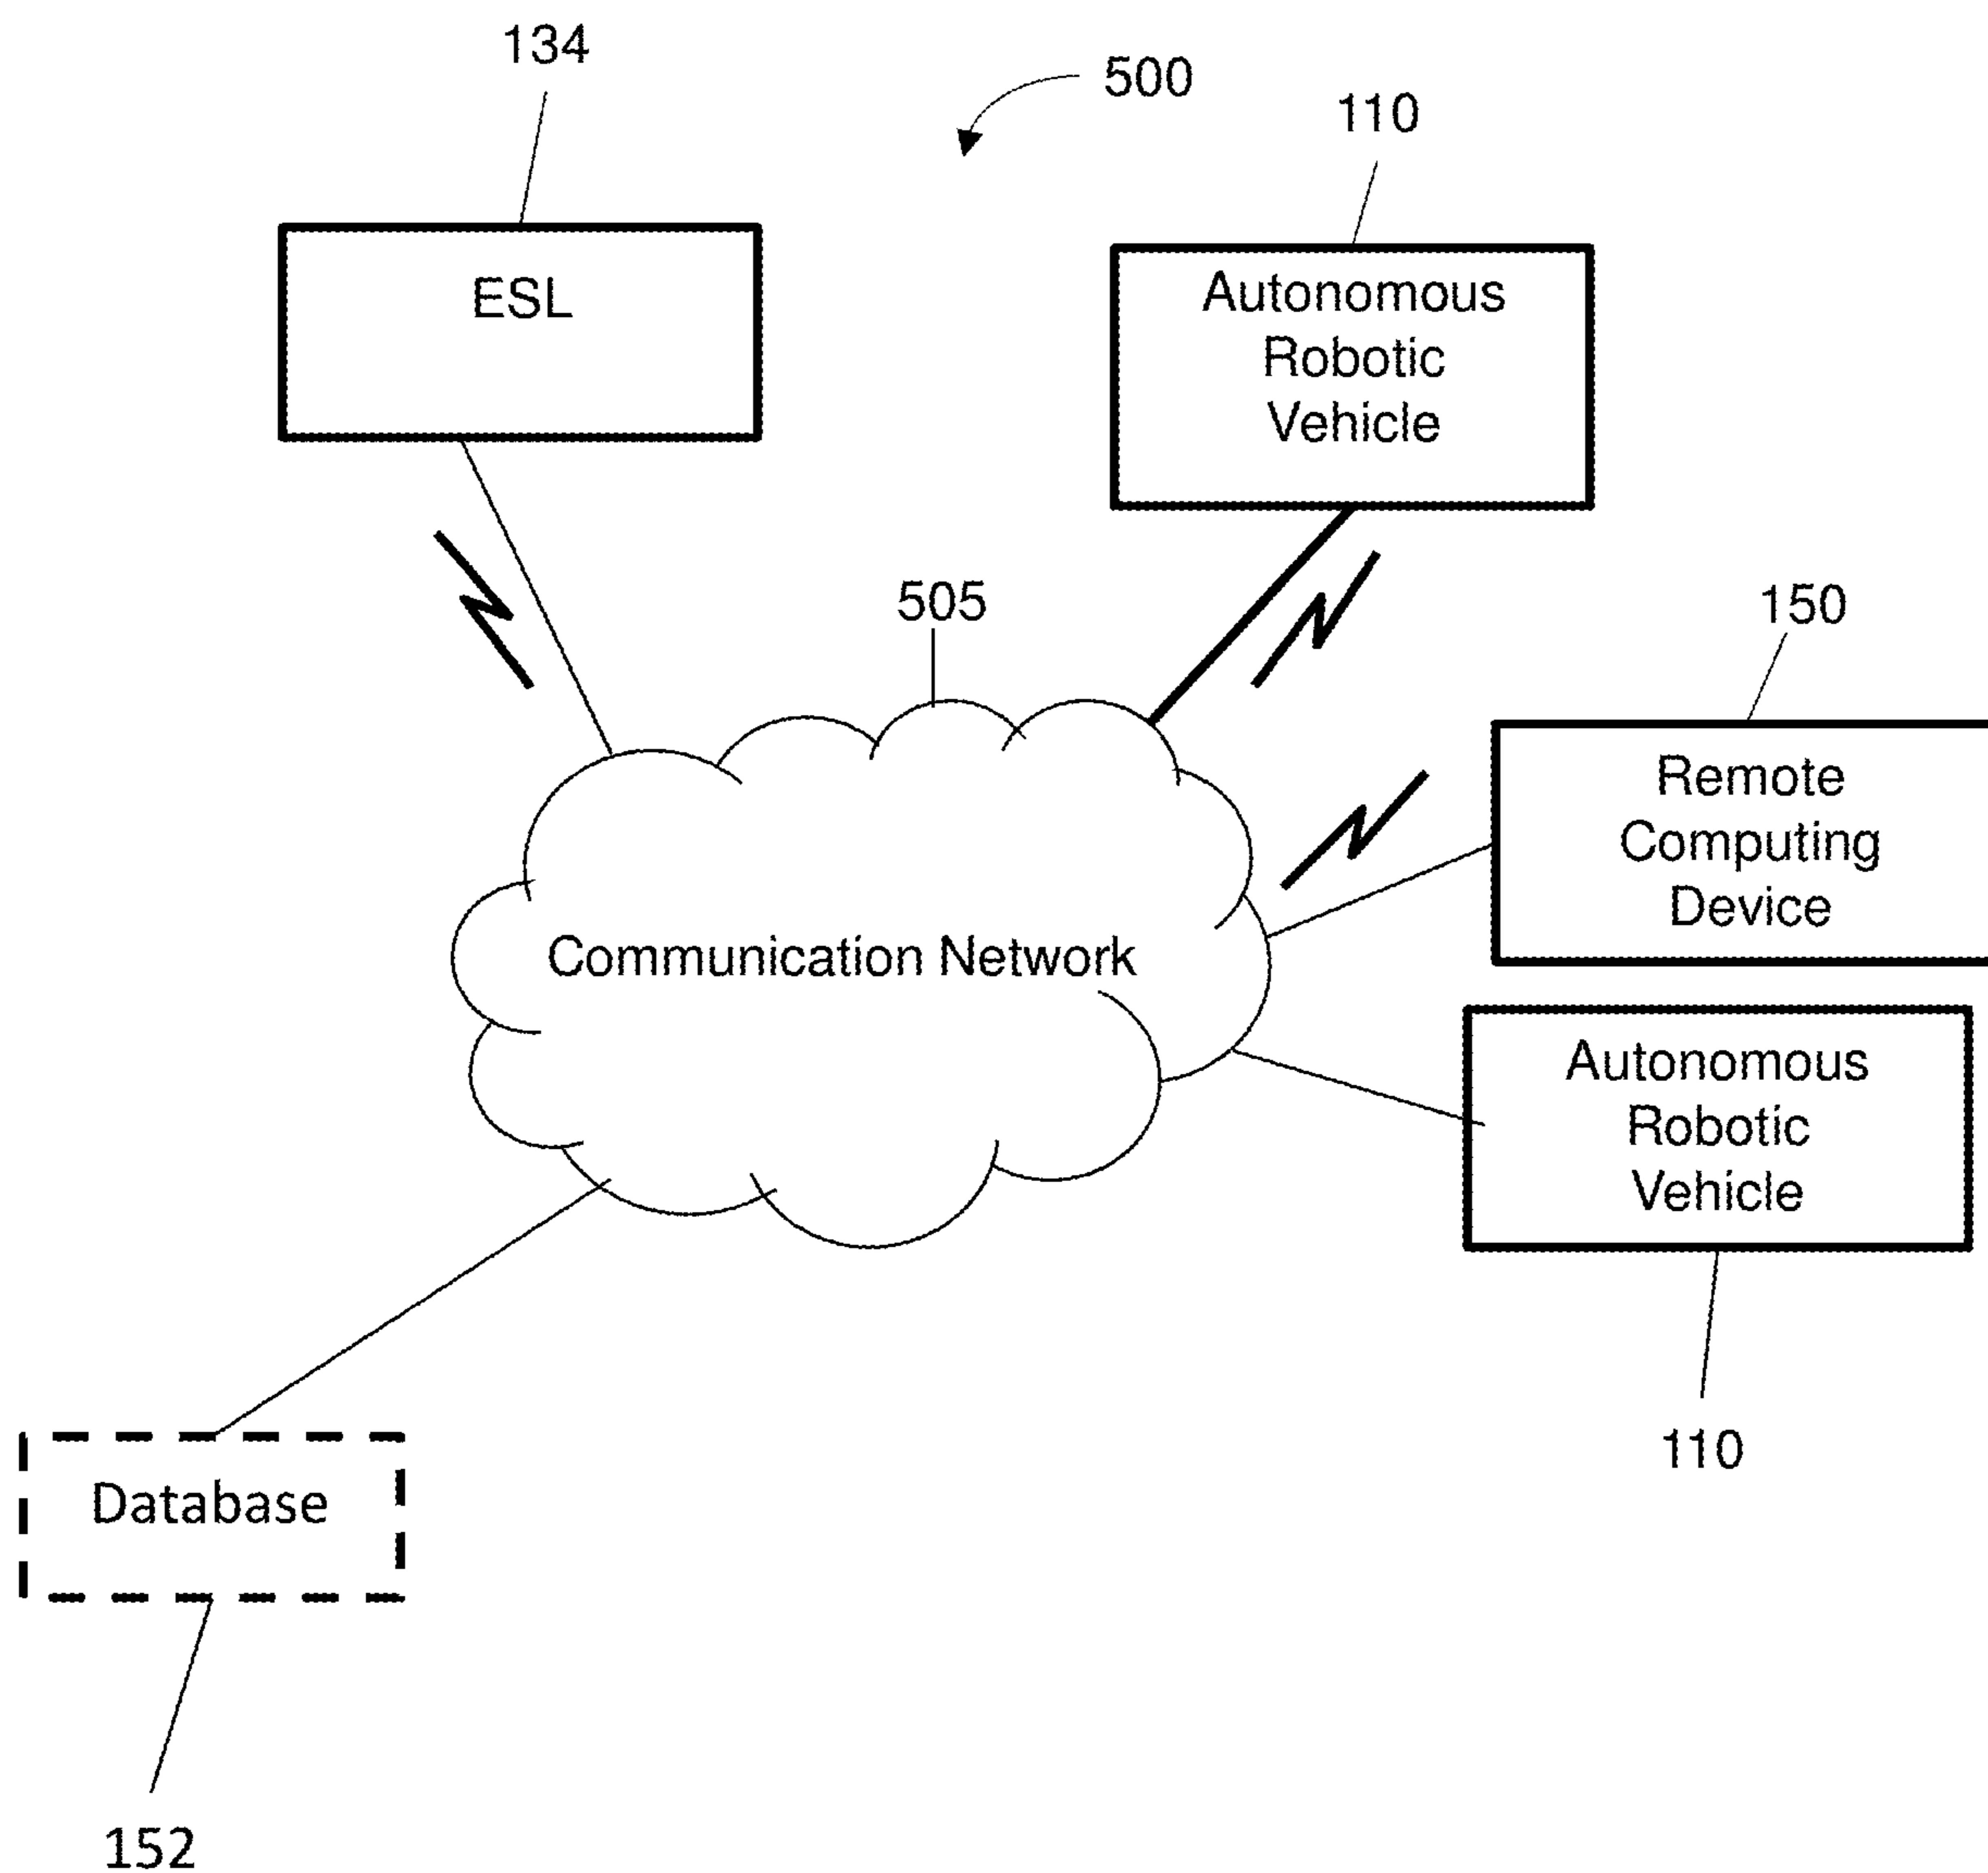 134
500
110
ESL
Autonomous
Robotic
Vehicle
505
150
Remote
Computing
Device
Communication Network
Autonomous
Robotic
Vehicle
110
Database
152